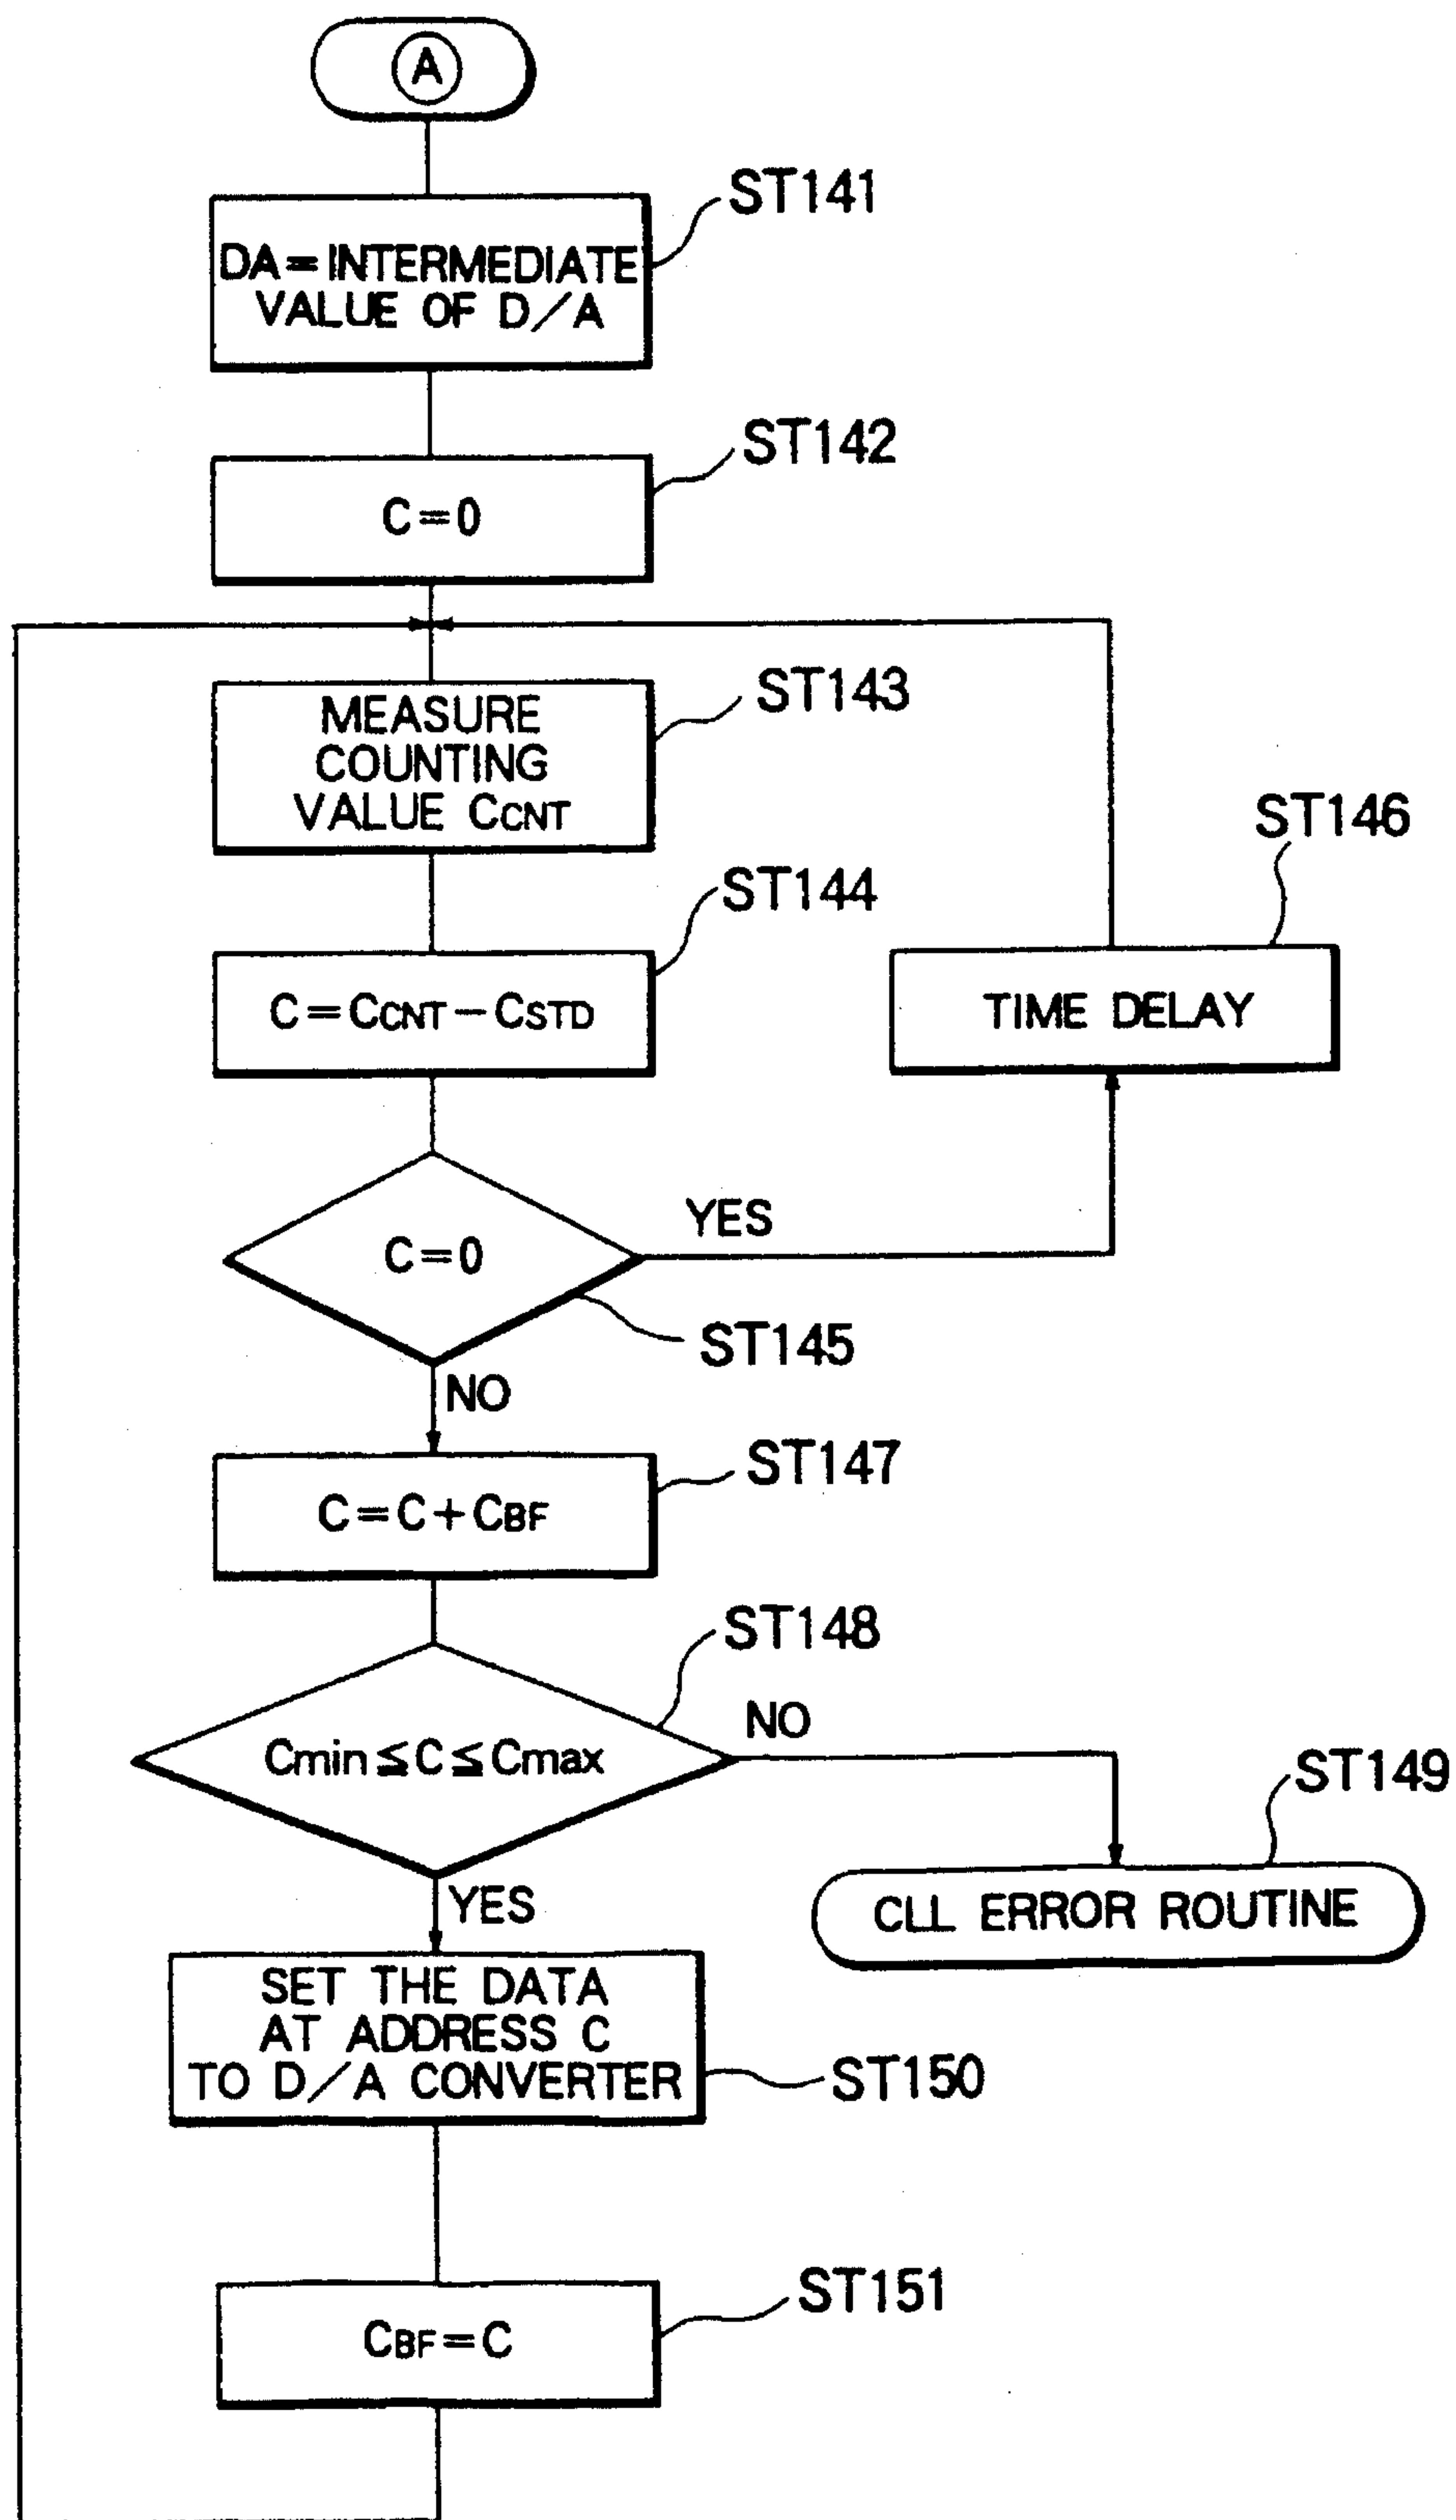 A
ST141
DA=INTERMEDIATE
VALUE OF D/A
ST142
C=0
ST143
MEASURE
COUNTING
VALUE CCNT
ST146
ST144
C=CCNT-CSTD
TIME DELAY
YES
C=0
ST145
NO
ST147
C=C+CBF
ST148
NO
Cmin≦C≦Cmax
ST149
YES
CLL ERROR ROUTINE
SET THE DATA
AT ADDRESS C
TO D/A CONVERTER
ST150
ST151
CBF=C